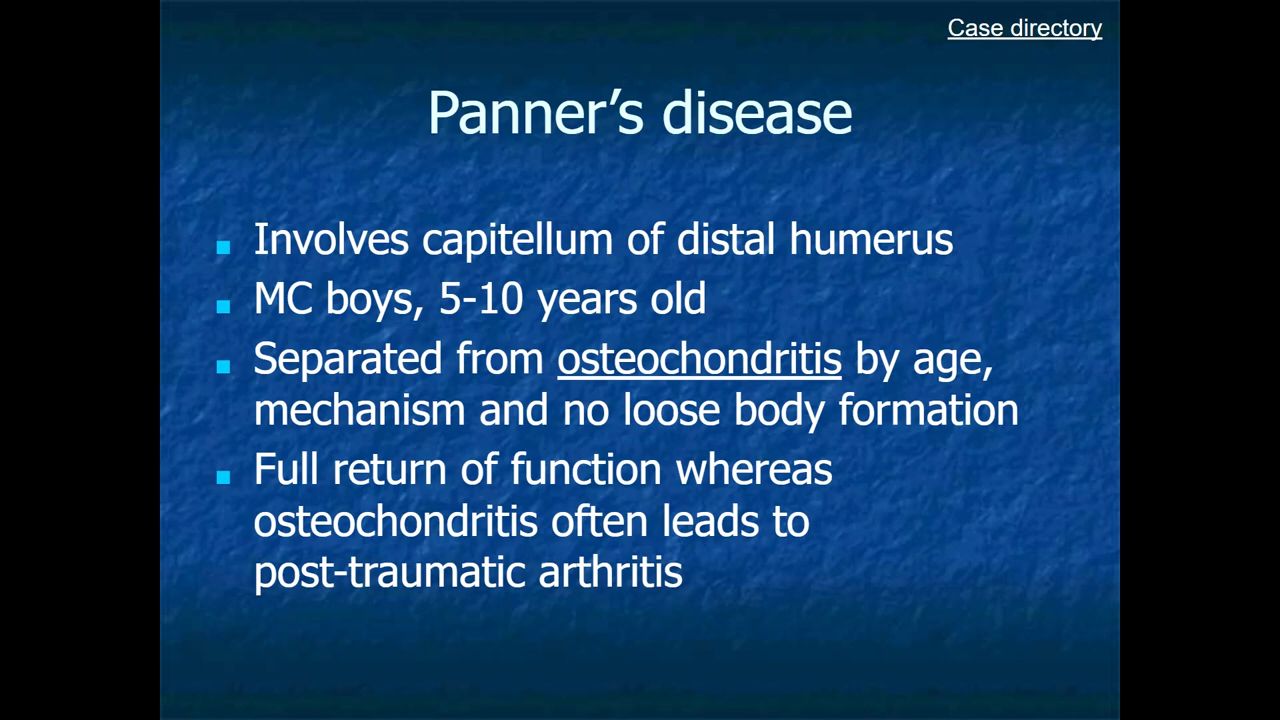 Case directory
Panner’s disease
Involves capitellum of distal humerus
MC boys, 5-10 years old
Separated from osteochondritis by age,
mechanism and no loose body formation
Full return of function whereas
osteochondritis often leads to
post-traumatic arthritis